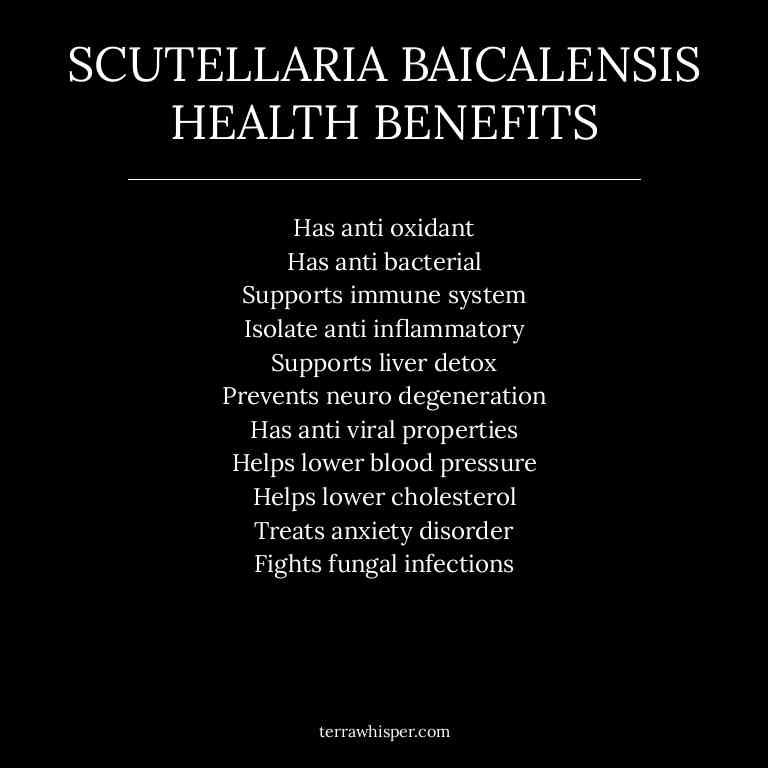 SCUTELLARIA BAICALENSIS
HEALTH BENEFITS
Has anti oxidant
Has anti bacterial
Supports immune system
Isolate anti inflammatory
Supports liver detox
Prevents neuro degeneration
Has anti viral properties
Helps lower blood pressure
Helps lower cholesterol
Treats anxiety disorder
Fights fungal infections
terrawhisper.com